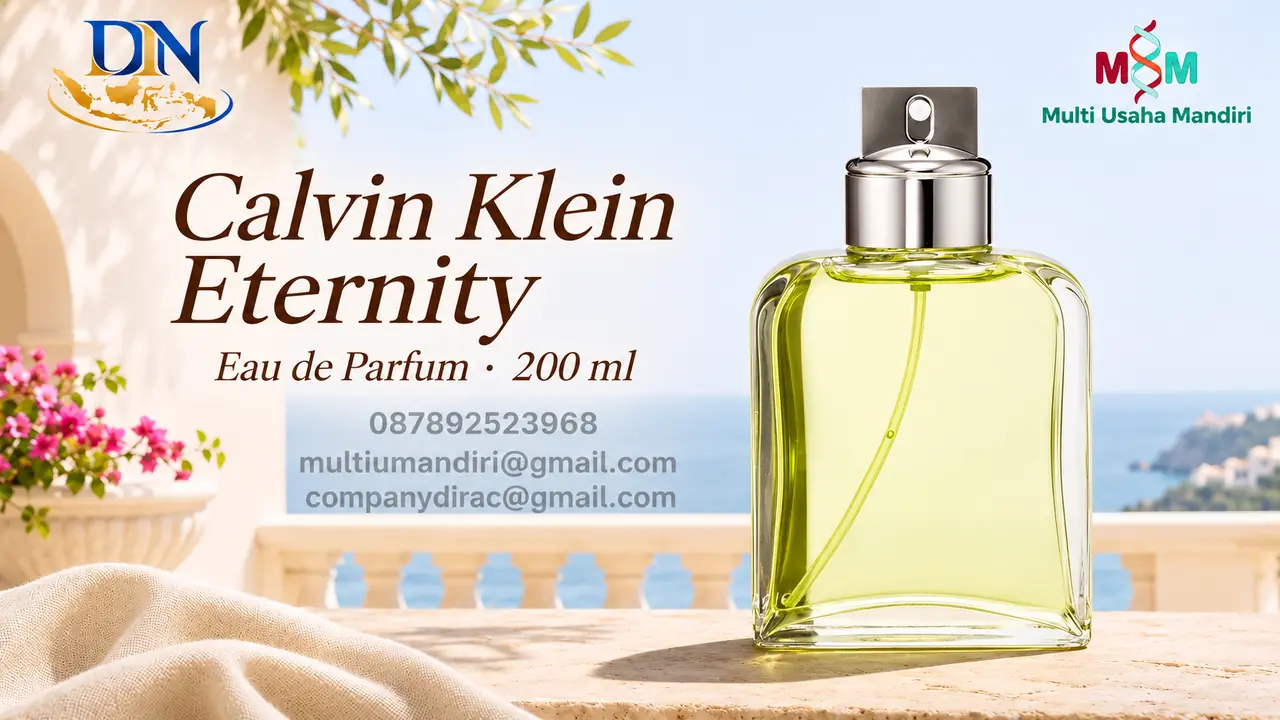 DN
M M
Multi Usaha Mandiri
Calvin Klein
Eternity
Eau de Parfum · 200 ml
087892523968
multiumandiri@gmail.com
companydirac@gmail.com